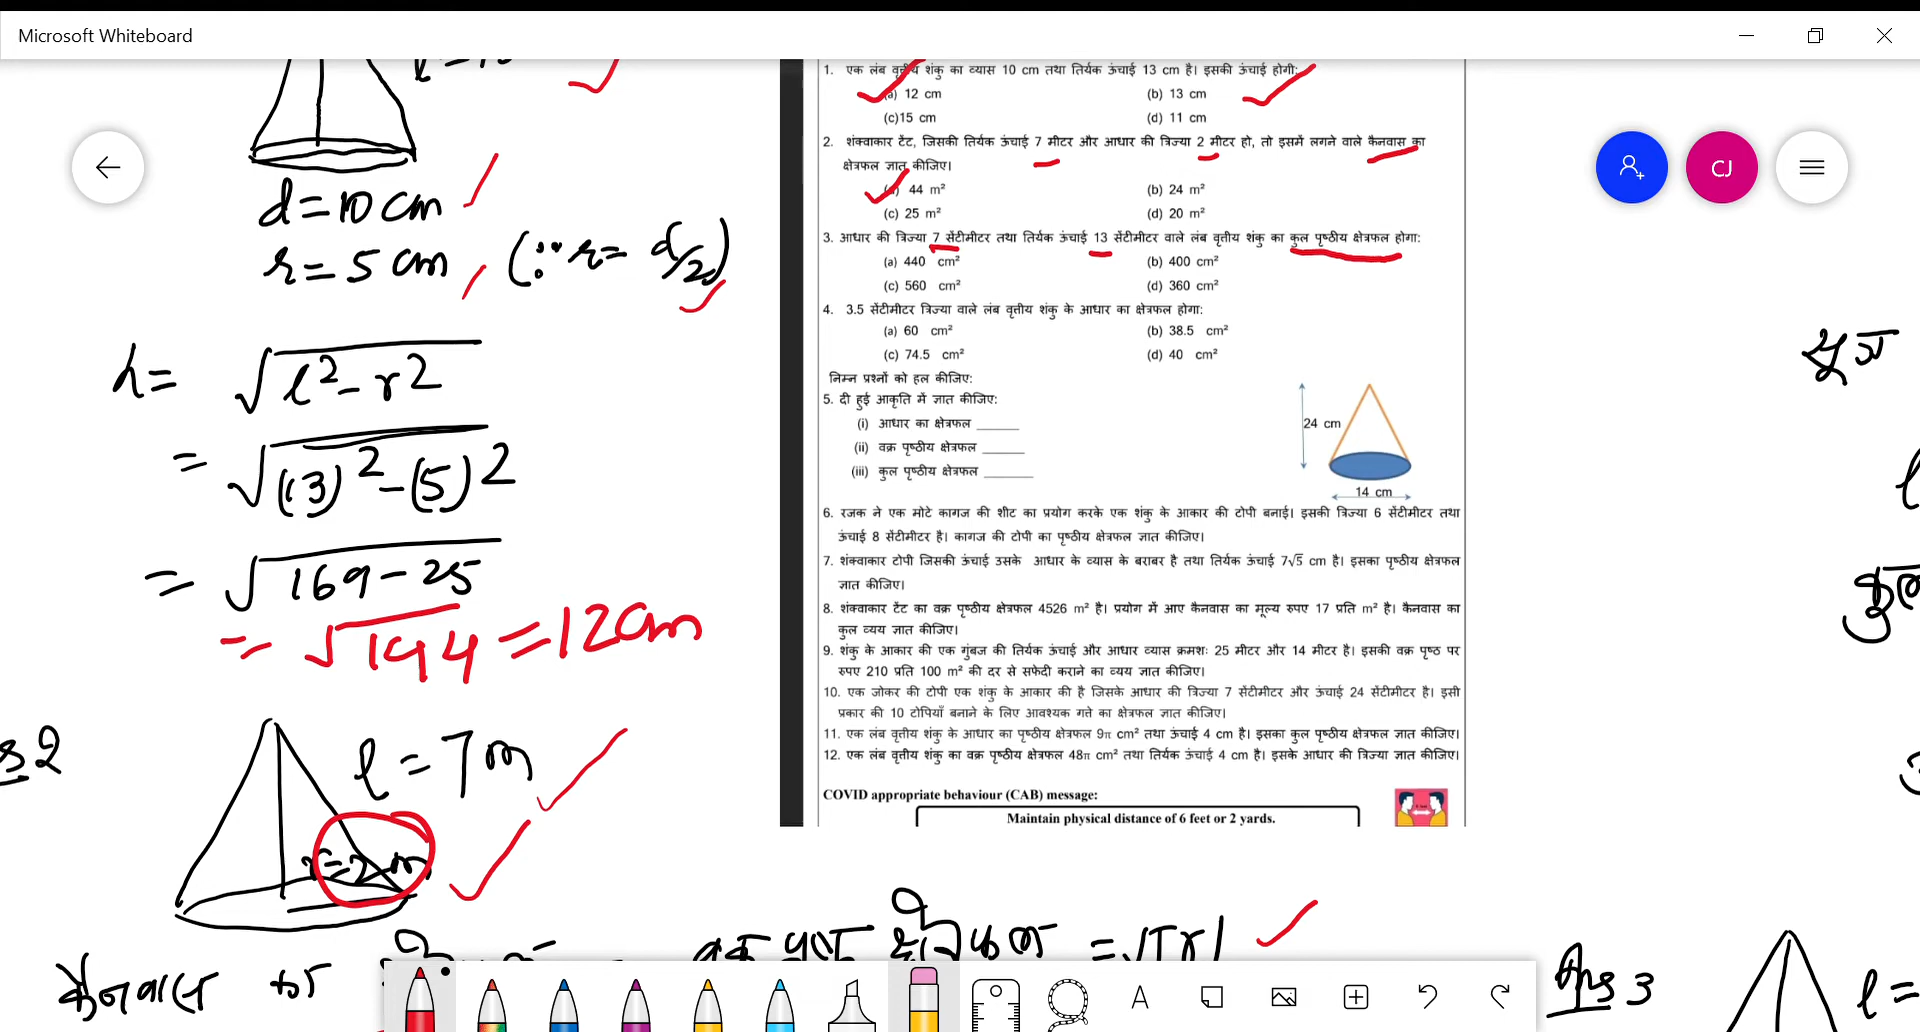 Microsoft Whiteboard
d=10 cm
r=5 cm (∵ r= d/2)
h= √l²-r²
= √(13)²-(5)²
= √169-25
= √144 =12cm
l = 7 m
r=2 m
कैनवास का
= πrl
1. एक लंब वृत्तीय शंकु का व्यास 10 cm तथा तिर्यक ऊंचाई 13 cm है। इसकी ऊंचाई होगी:
12 cm (b) 13 cm
(c)15 cm (d) 11 cm
2. शंक्वाकार टेंट, जिसकी तिर्यक ऊंचाई 7 मीटर और आधार की त्रिज्या 2 मीटर हो, तो इसमें लगने वाले कैनवास का
क्षेत्रफल ज्ञात कीजिए।
44 m² (b) 24 m²
(c) 25 m² (d) 20 m²
3. आधार की त्रिज्या 7 सेंटीमीटर तथा तिर्यक ऊंचाई 13 सेंटीमीटर वाले लंब वृत्तीय शंकु का कुल पृष्ठीय क्षेत्रफल होगा:
(a) 440 cm² (b) 400 cm²
(c) 560 cm² (d) 360 cm²
4. 3.5 सेंटीमीटर त्रिज्या वाले लंब वृत्तीय शंकु के आधार का क्षेत्रफल होगा:
(a) 60 cm² (b) 38.5 cm²
(c) 74.5 cm² (d) 40 cm²
निम्न प्रश्नों को हल कीजिए:
5. दी हुई आकृति में ज्ञात कीजिए:
(i) आधार का क्षेत्रफल ______
(ii) वक्र पृष्ठीय क्षेत्रफल ______
(iii) कुल पृष्ठीय क्षेत्रफल _______
24 cm
14 cm
6. रजक ने एक मोटे कागज की शीट का प्रयोग करके एक शंकु के आकार की टोपी बनाई। इसकी त्रिज्या 6 सेंटीमीटर तथा
ऊंचाई 8 सेंटीमीटर है। कागज की टोपी का पृष्ठीय क्षेत्रफल ज्ञात कीजिए।
7. शंक्वाकार टोपी जिसकी ऊंचाई उसके आधार के व्यास के बराबर है तथा तिर्यक ऊंचाई 7√5 cm है। इसका पृष्ठीय क्षेत्रफल
ज्ञात कीजिए।
8. शंक्वाकार टेंट का वक्र पृष्ठीय क्षेत्रफल 4526 m² है। प्रयोग में आए कैनवास का मूल्य रुपए 17 प्रति m² है। कैनवास का
कुल व्यय ज्ञात कीजिए।
9. शंकु के आकार की एक गुंबज की तिर्यक ऊंचाई और आधार व्यास क्रमशः 25 मीटर और 14 मीटर है। इसकी वक्र पृष्ठ पर
रुपए 210 प्रति 100 m² की दर से सफेदी कराने का व्यय ज्ञात कीजिए।
10. एक जोकर की टोपी एक शंकु के आकार की है जिसके आधार की त्रिज्या 7 सेंटीमीटर और ऊंचाई 24 सेंटीमीटर है। इसी
प्रकार की 10 टोपियाँ बनाने के लिए आवश्यक गत्ते का क्षेत्रफल ज्ञात कीजिए।
11. एक लंब वृत्तीय शंकु के आधार का पृष्ठीय क्षेत्रफल 9π cm² तथा ऊंचाई 4 cm है। इसका कुल पृष्ठीय क्षेत्रफल ज्ञात कीजिए।
12. एक लंब वृत्तीय शंकु का वक्र पृष्ठीय क्षेत्रफल 48π cm² तथा तिर्यक ऊंचाई 4 cm है। इसके आधार की त्रिज्या ज्ञात कीजिए।
COVID appropriate behaviour (CAB) message:
Maintain physical distance of 6 feet or 2 yards.
CJ
सूत्र
Ans 3
l =